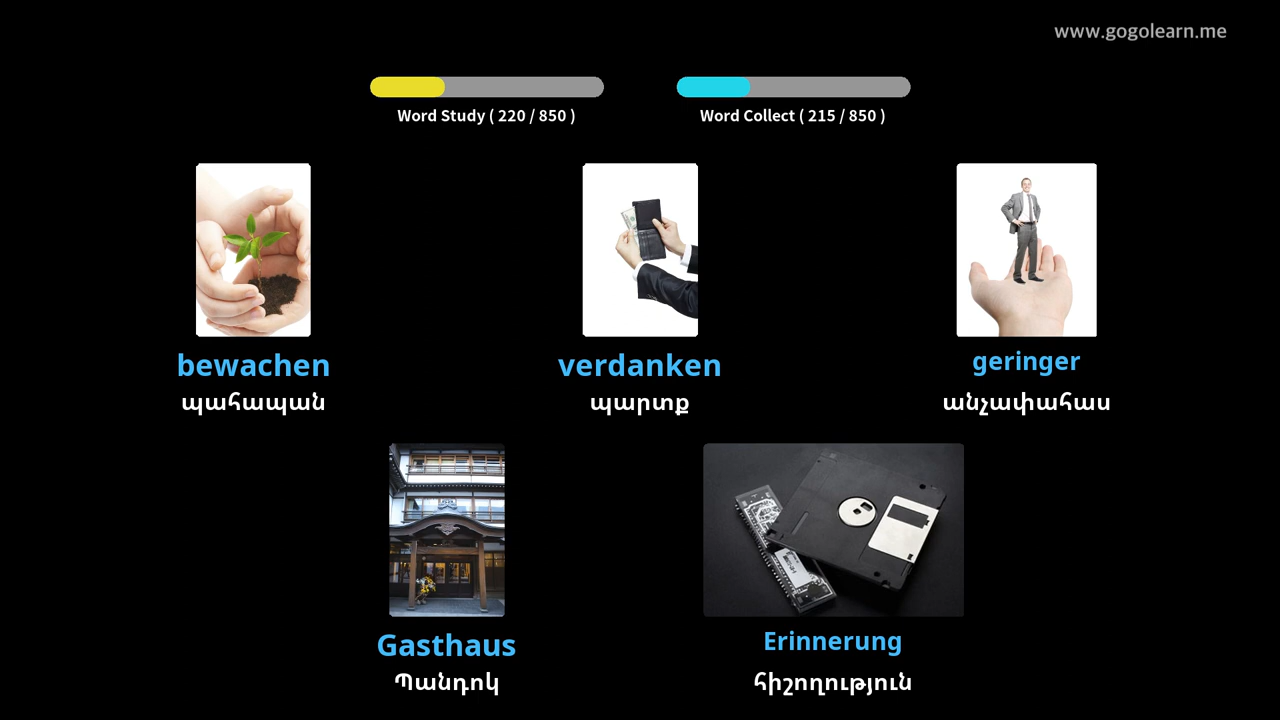 www.gogolearn.me
Word Study ( 220 / 850 )
Word Collect ( 215 / 850 )
bewachen
պահապան
verdanken
պարտք
geringer
անչափահաս
Gasthaus
Պանդոկ
Erinnerung
հիշողություն